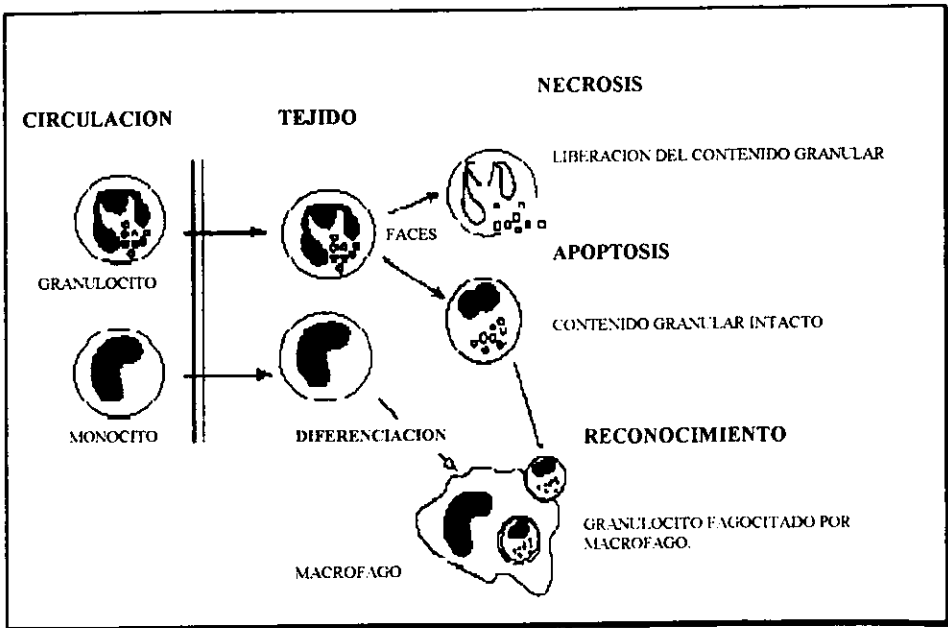 NECROSIS
CIRCULACION
TEJIDO
LIBERACION DEL CONTENIDO GRANULAR
FACES
GRANULOCITO
APOPTOSIS
CONTENIDO GRANULAR INTACTO
MONOCITO
DIFERENCIACION
RECONOCIMIENTO
GRANULOCITO FAGOCITADO POR
MACROFAGO.
MACROFAGO